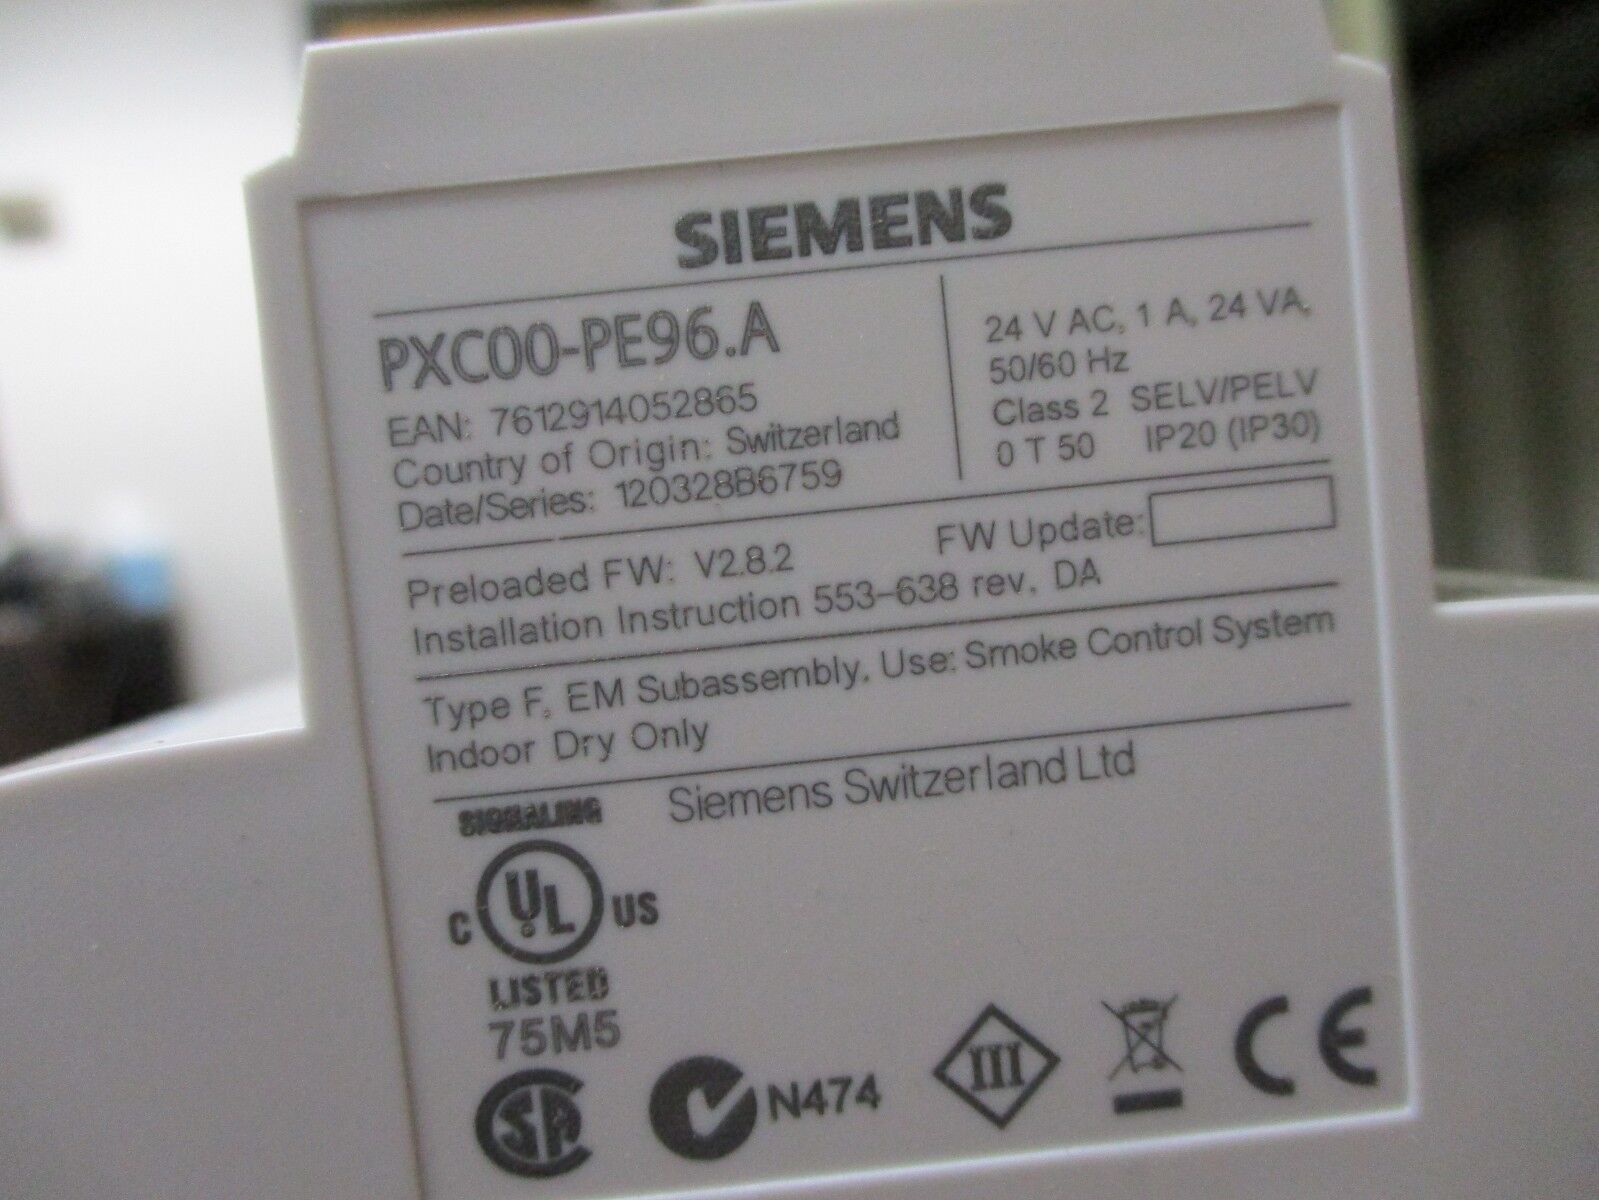 SIEMENS
PXC00-PE96.A
EAN: 7612914052865
Country of Origin: Switzerland
Date/Series: 120328B6759
24 V AC, 1 A, 24 VA,
50/60 Hz
Class 2 SELV/PELV
0 T 50 IP20 (IP30)
Preloaded FW: V2.8.2 FW Update:
Installation Instruction 553-638 rev. DA
Type F, EM Subassembly, Use: Smoke Control System
Indoor Dry Only
Siemens Switzerland Ltd
SIGNALING
C UL US
LISTED
75M5
SA N474 III CE